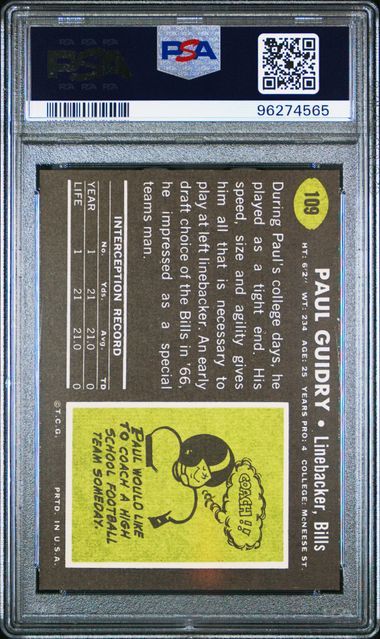 PSA
PSA
96274565
109
PAUL GUIDRY • Linebacker, Bills
HT: 6'2" WT: 234 AGE: 25 YEARS PRO: 4 COLLEGE: McNEESE ST.
During Paul's college days, he
played as a tight end. His
speed, size and agility gives
him all that is necessary to
play at left linebacker. An early
draft choice of the Bills in '66,
he impressed as a special
teams man.
INTERCEPTION RECORD
No. Yds. Avg. TD
YEAR 1 21 21.0 0
LIFE 1 21 21.0 0
COACH!!
PAUL WOULD LIKE
TO COACH A HIGH
SCHOOL FOOTBALL
TEAM SOMEDAY.
© T.C.G. PRTD. IN U.S.A.